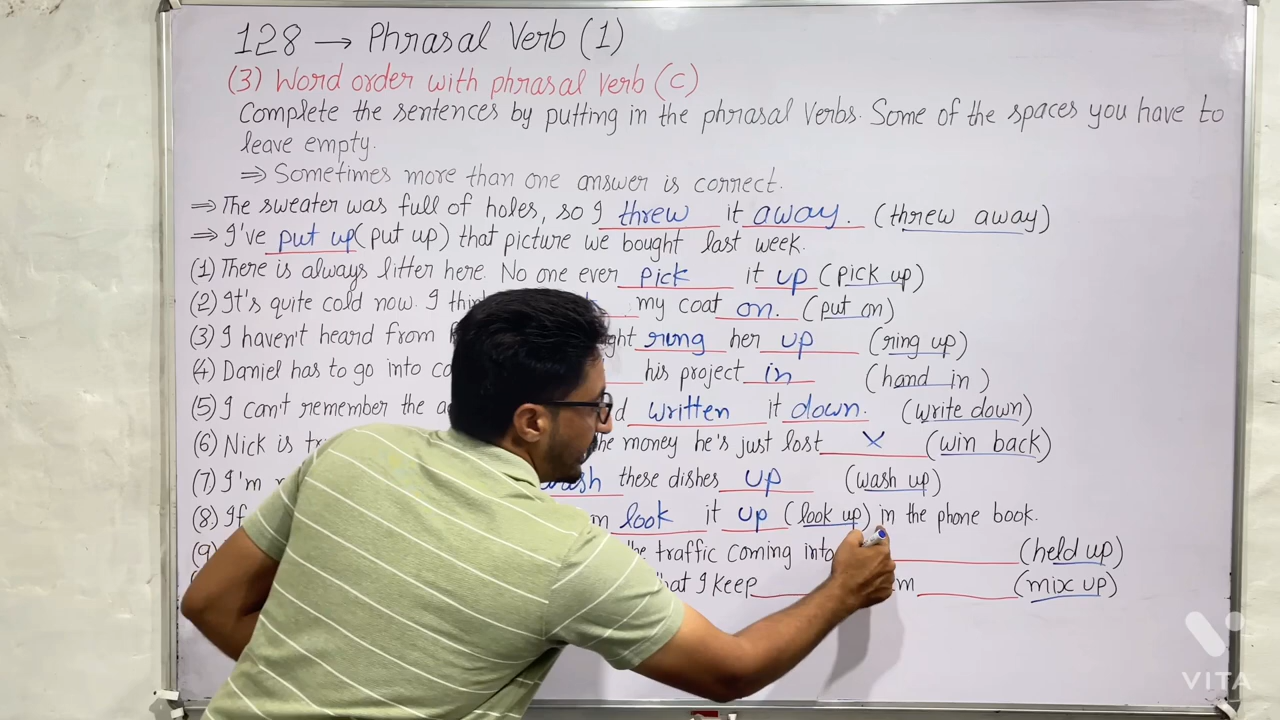 128 → Phrasal Verb (1)
(3) Word order with phrasal verb (C)
Complete the sentences by putting in the phrasal verbs. Some of the spaces you have to
leave empty.
⇒ Sometimes more than one answer is correct.
⇒ The sweater was full of holes, so I threw it away. (threw away)
⇒ I've put up (put up) that picture we bought last week.
(1) There is always litter here. No one ever pick it up (pick up)
(2) It's quite cold now. I think my coat on. (put on)
(3) I haven't heard from rung her up (ring up)
(4) Daniel has to go into his project in (hand in)
(5) I can't remember the written it down. (write down)
(6) Nick is the money he's just lost X (win back)
(7) I'm these dishes up (wash up)
(8) If look it up (look up) in the phone book.
the traffic coming into (held up)
I keep (mix up)
VITA